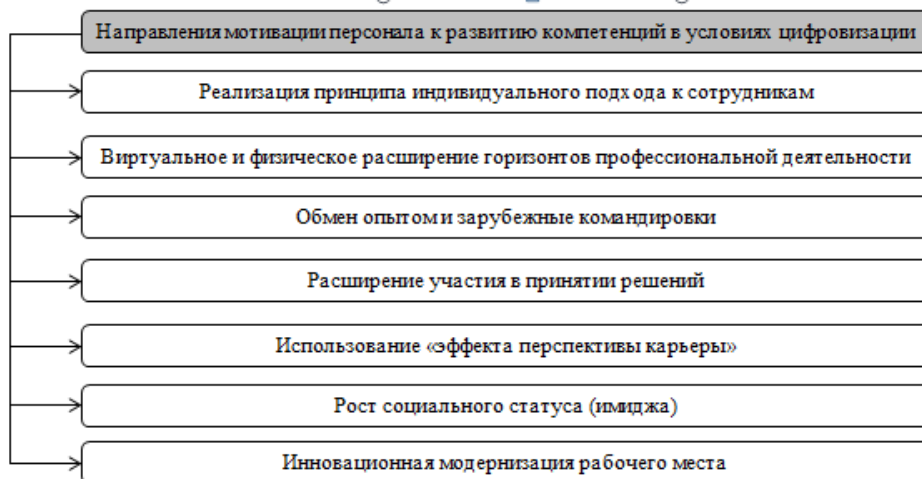 Направления мотивации персонала к развитию компетенций в условиях цифровизации
Реализация принципа индивидуального подхода к сотрудникам
Виртуальное и физическое расширение горизонтов профессиональной деятельности
Обмен опытом и зарубежные командировки
Расширение участия в принятии решений
Использование «эффекта перспективы карьеры»
Рост социального статуса (имиджа)
Инновационная модернизация рабочего места